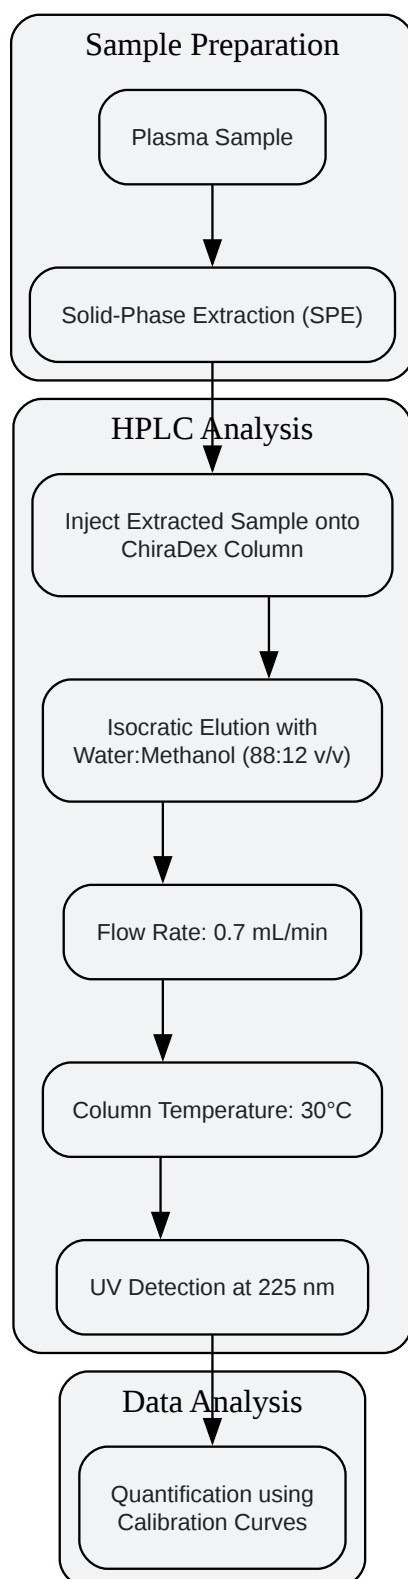 Sample Preparation
Plasma Sample
Solid-Phase Extraction (SPE)
HPLC Analysis
Inject Extracted Sample onto
ChiraDex Column
Isocratic Elution with
Water:Methanol (88:12 v/v)
Flow Rate: 0.7 mL/min
Column Temperature: 30°C
UV Detection at 225 nm
Data Analysis
Quantification using
Calibration Curves